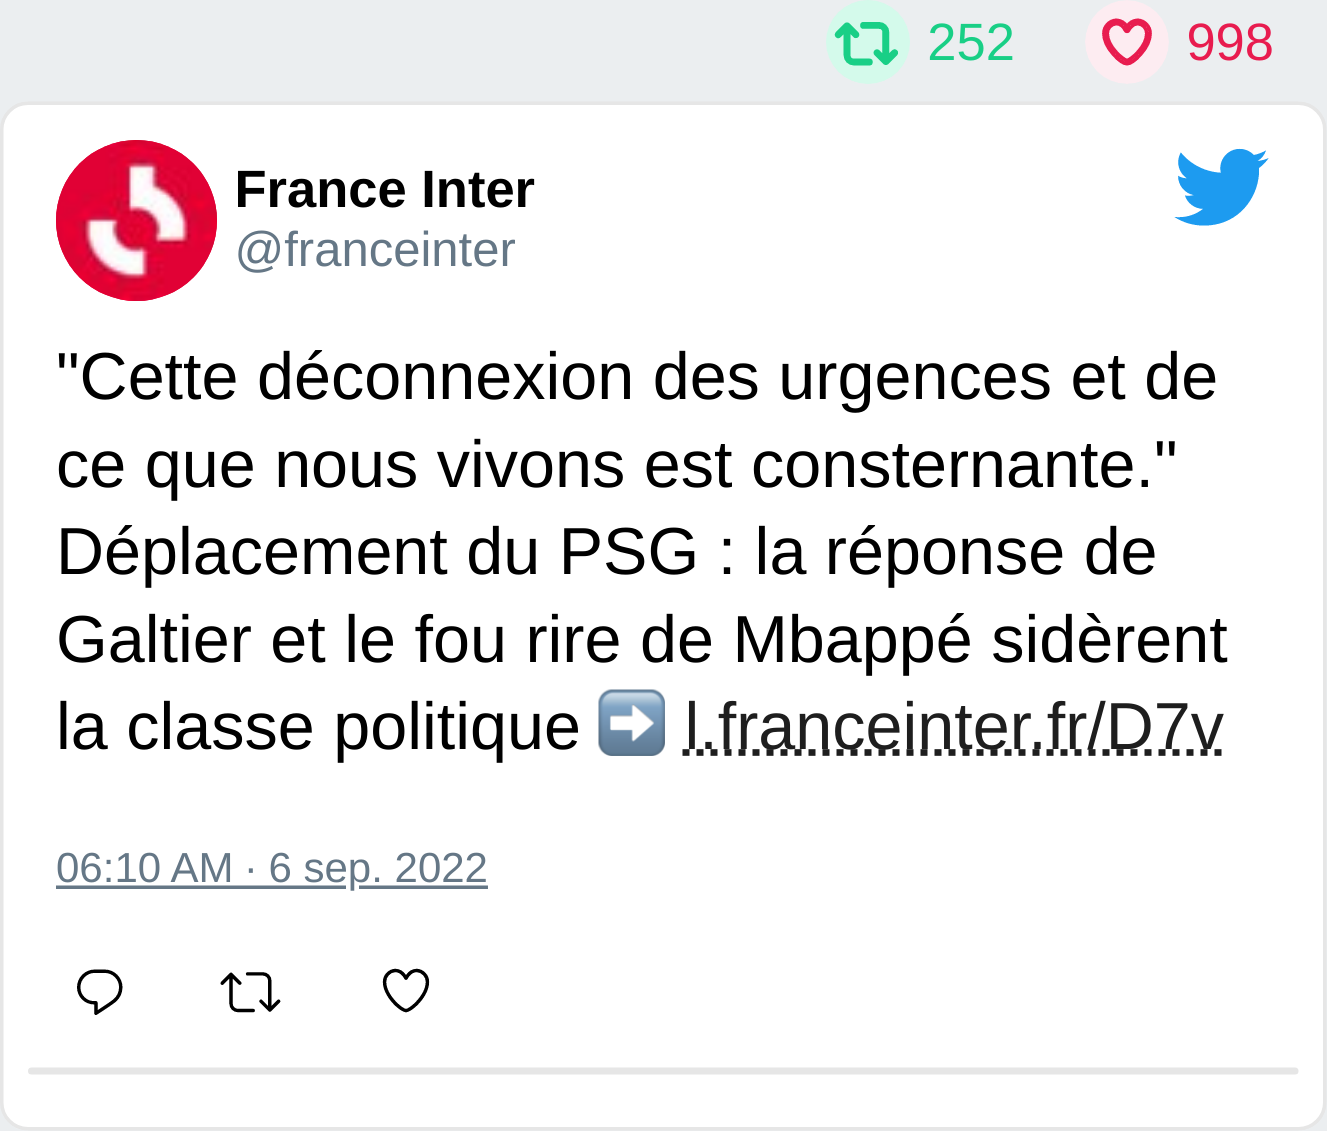 252 998
France Inter
@franceinter
"Cette déconnexion des urgences et de
ce que nous vivons est consternante."
Déplacement du PSG : la réponse de
Galtier et le fou rire de Mbappé sidèrent
la classe politique ➡️ l.franceinter.fr/D7v
06:10 AM · 6 sep. 2022